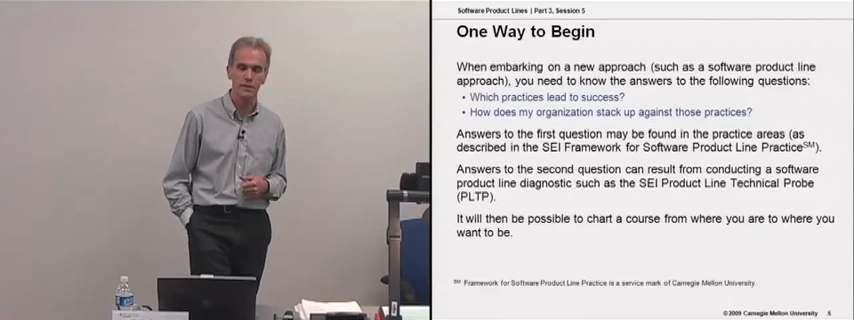 Software Product Lines | Part 3, Session 5
One Way to Begin
When embarking on a new approach (such as a software product line
approach), you need to know the answers to the following questions:
• Which practices lead to success?
• How does my organization stack up against those practices?
Answers to the first question may be found in the practice areas (as
described in the SEI Framework for Software Product Line Practice℠).
Answers to the second question can result from conducting a software
product line diagnostic such as the SEI Product Line Technical Probe
(PLTP).
It will then be possible to chart a course from where you are to where you
want to be.
℠ Framework for Software Product Line Practice is a service mark of Carnegie Mellon University.
© 2009 Carnegie Mellon University 5